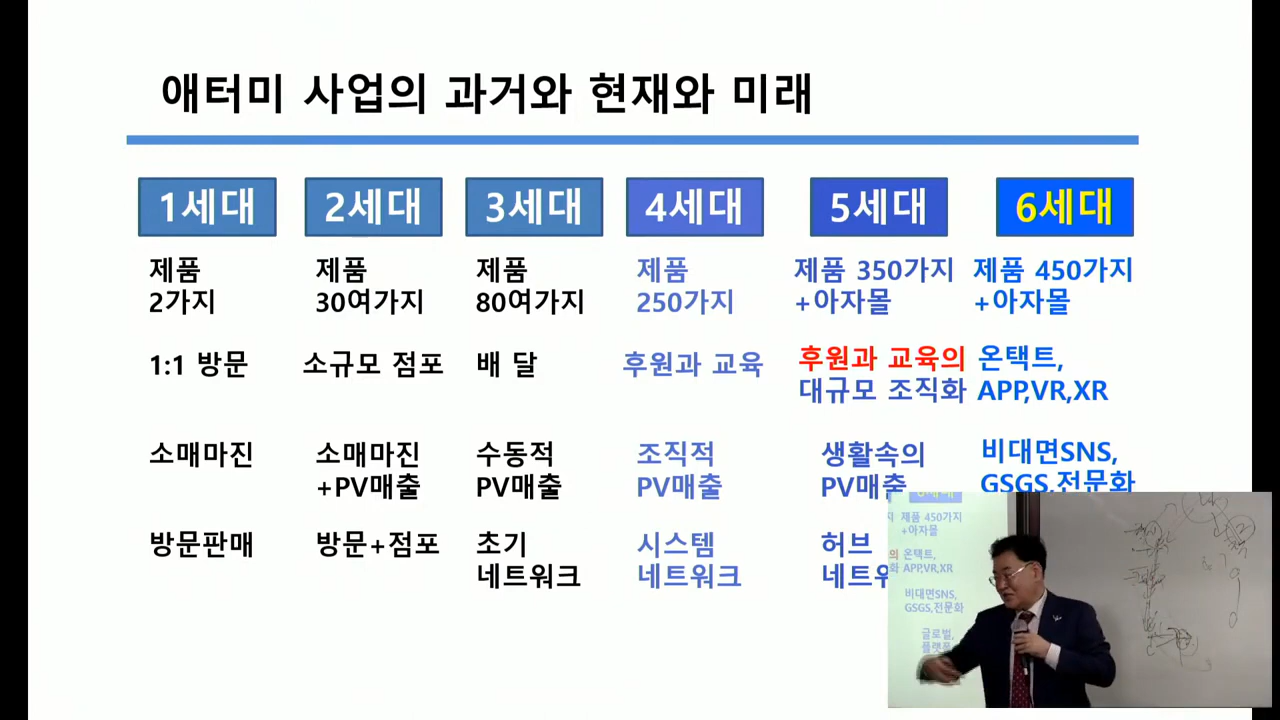 애터미 사업의 과거와 현재와 미래
1세대
2세대
3세대
4세대
5세대
6세대
제품
2가지
제품
30여가지
제품
80여가지
제품
250가지
제품 350가지
+아자몰
제품 450가지
+아자몰
1:1 방문
소규모 점포
배 달
후원과 교육
후원과 교육의
대규모 조직화
온택트,
APP,VR,XR
소매마진
소매마진
+PV매출
수동적
PV매출
조직적
PV매출
생활속의
PV매출
비대면SNS,
GSGS,전문화
방문판매
방문+점포
초기
네트워크
시스템
네트워크
허브
제품 450가지
+아자몰
온택트,
APP,VR,XR
비대면SNS,
GSGS,전문화
글로벌,